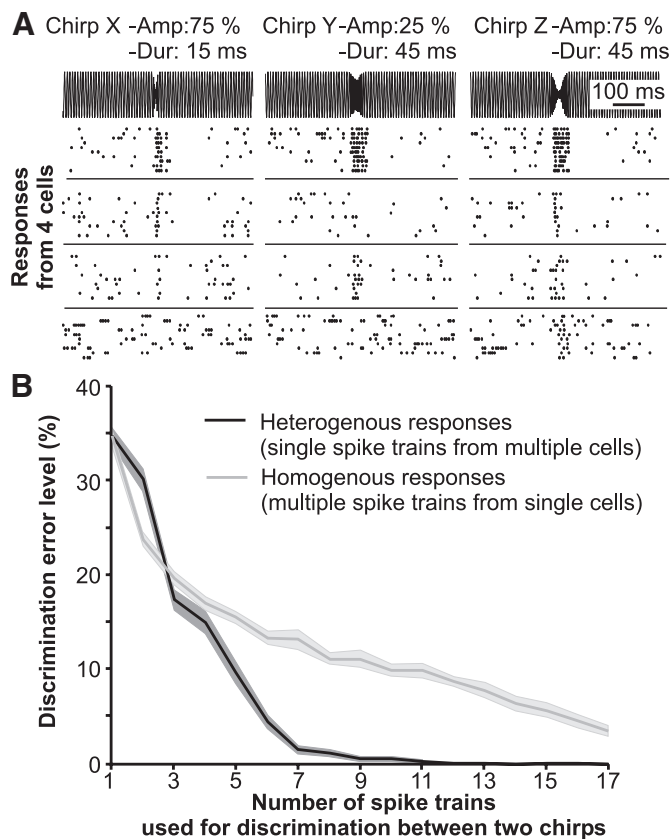 A
Chirp X -Amp:75 %
-Dur: 15 ms
Chirp Y-Amp:25 %
-Dur: 45 ms
Chirp Z-Amp:75 %
-Dur: 45 ms
100 ms
Responses
from 4 cells
B
40
30
20
10
0
Discrimination error level (%)
Heterogenous responses
(single spike trains from multiple cells)
Homogenous responses
(multiple spike trains from single cells)
1 3 5 7 9 11 13 15 17
Number of spike trains
used for discrimination between two chirps